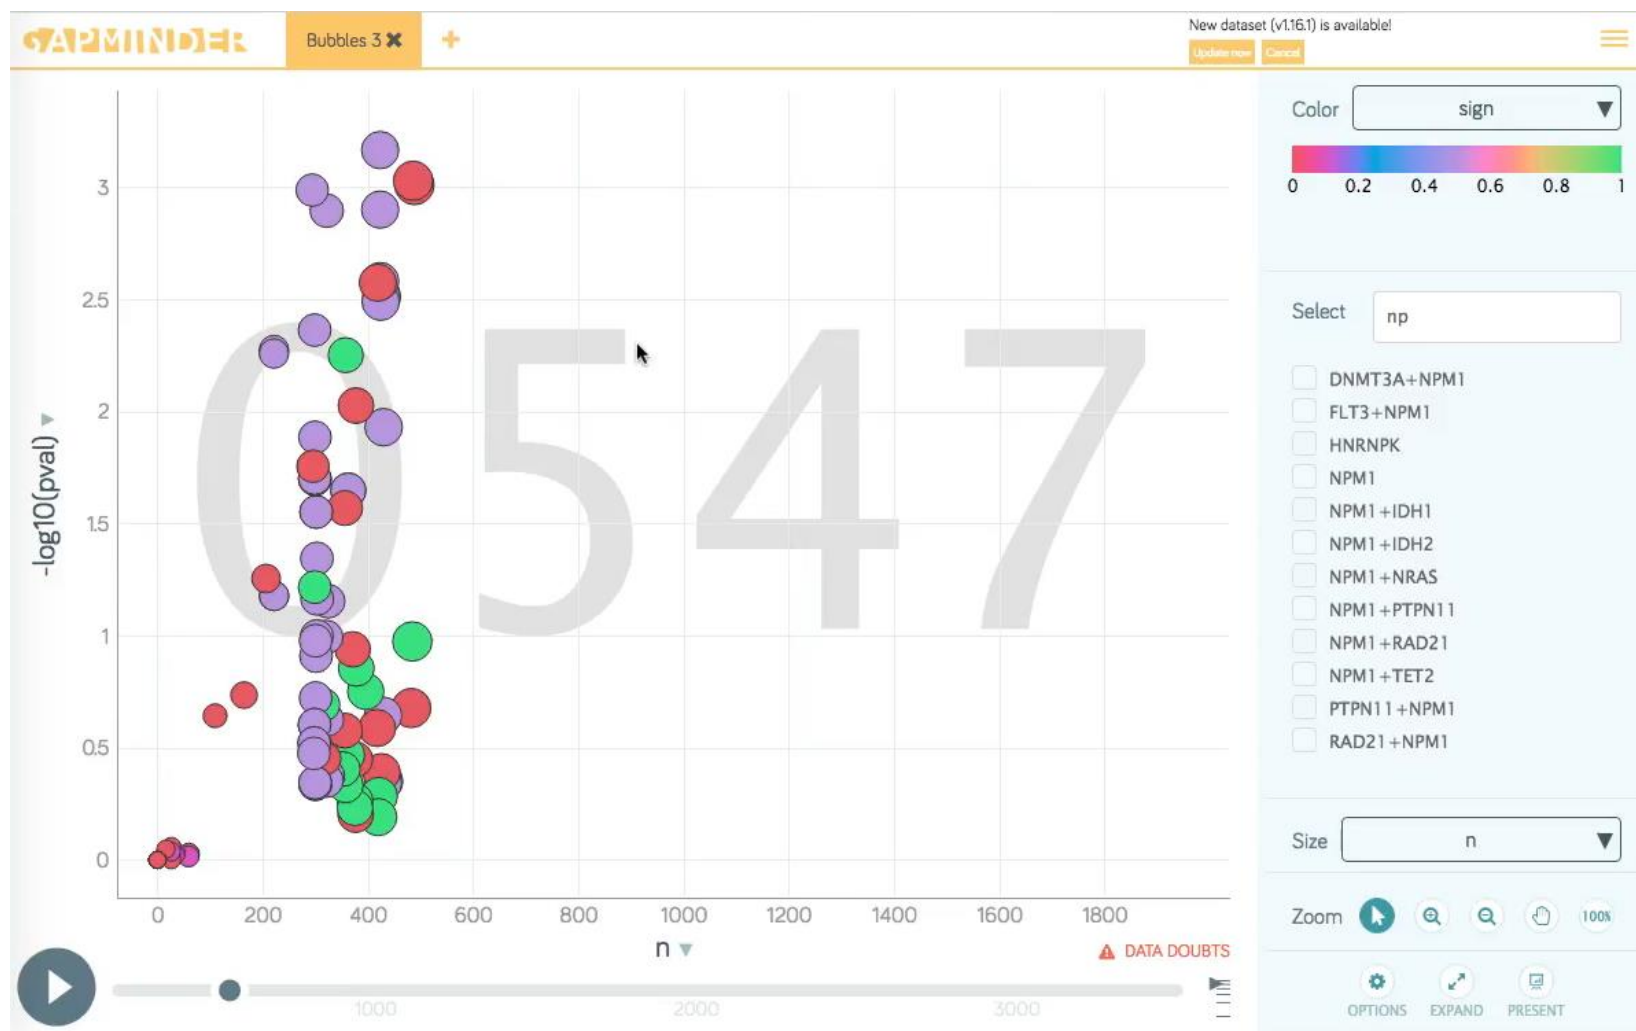 GAPMINDER
Bubbles 3 ✖
+
New dataset (v1.16.1) is available!
Update now Cancel
Color sign ▼
0 0.2 0.4 0.6 0.8 1
Select np
DNMT3A+NPM1
FLT3+NPM1
HNRNPK
NPM1
NPM1+IDH1
NPM1+IDH2
NPM1+NRAS
NPM1+PTPN11
NPM1+RAD21
NPM1+TET2
PTPN11+NPM1
RAD21+NPM1
Size n ▼
Zoom 100%
OPTIONS EXPAND PRESENT
-log10(pval) ▼
3
2.5
2
1.5
1
0.5
0
0547
0 200 400 600 800 1000 1200 1400 1600 1800
n ▼
DATA DOUBTS
1000 2000 3000